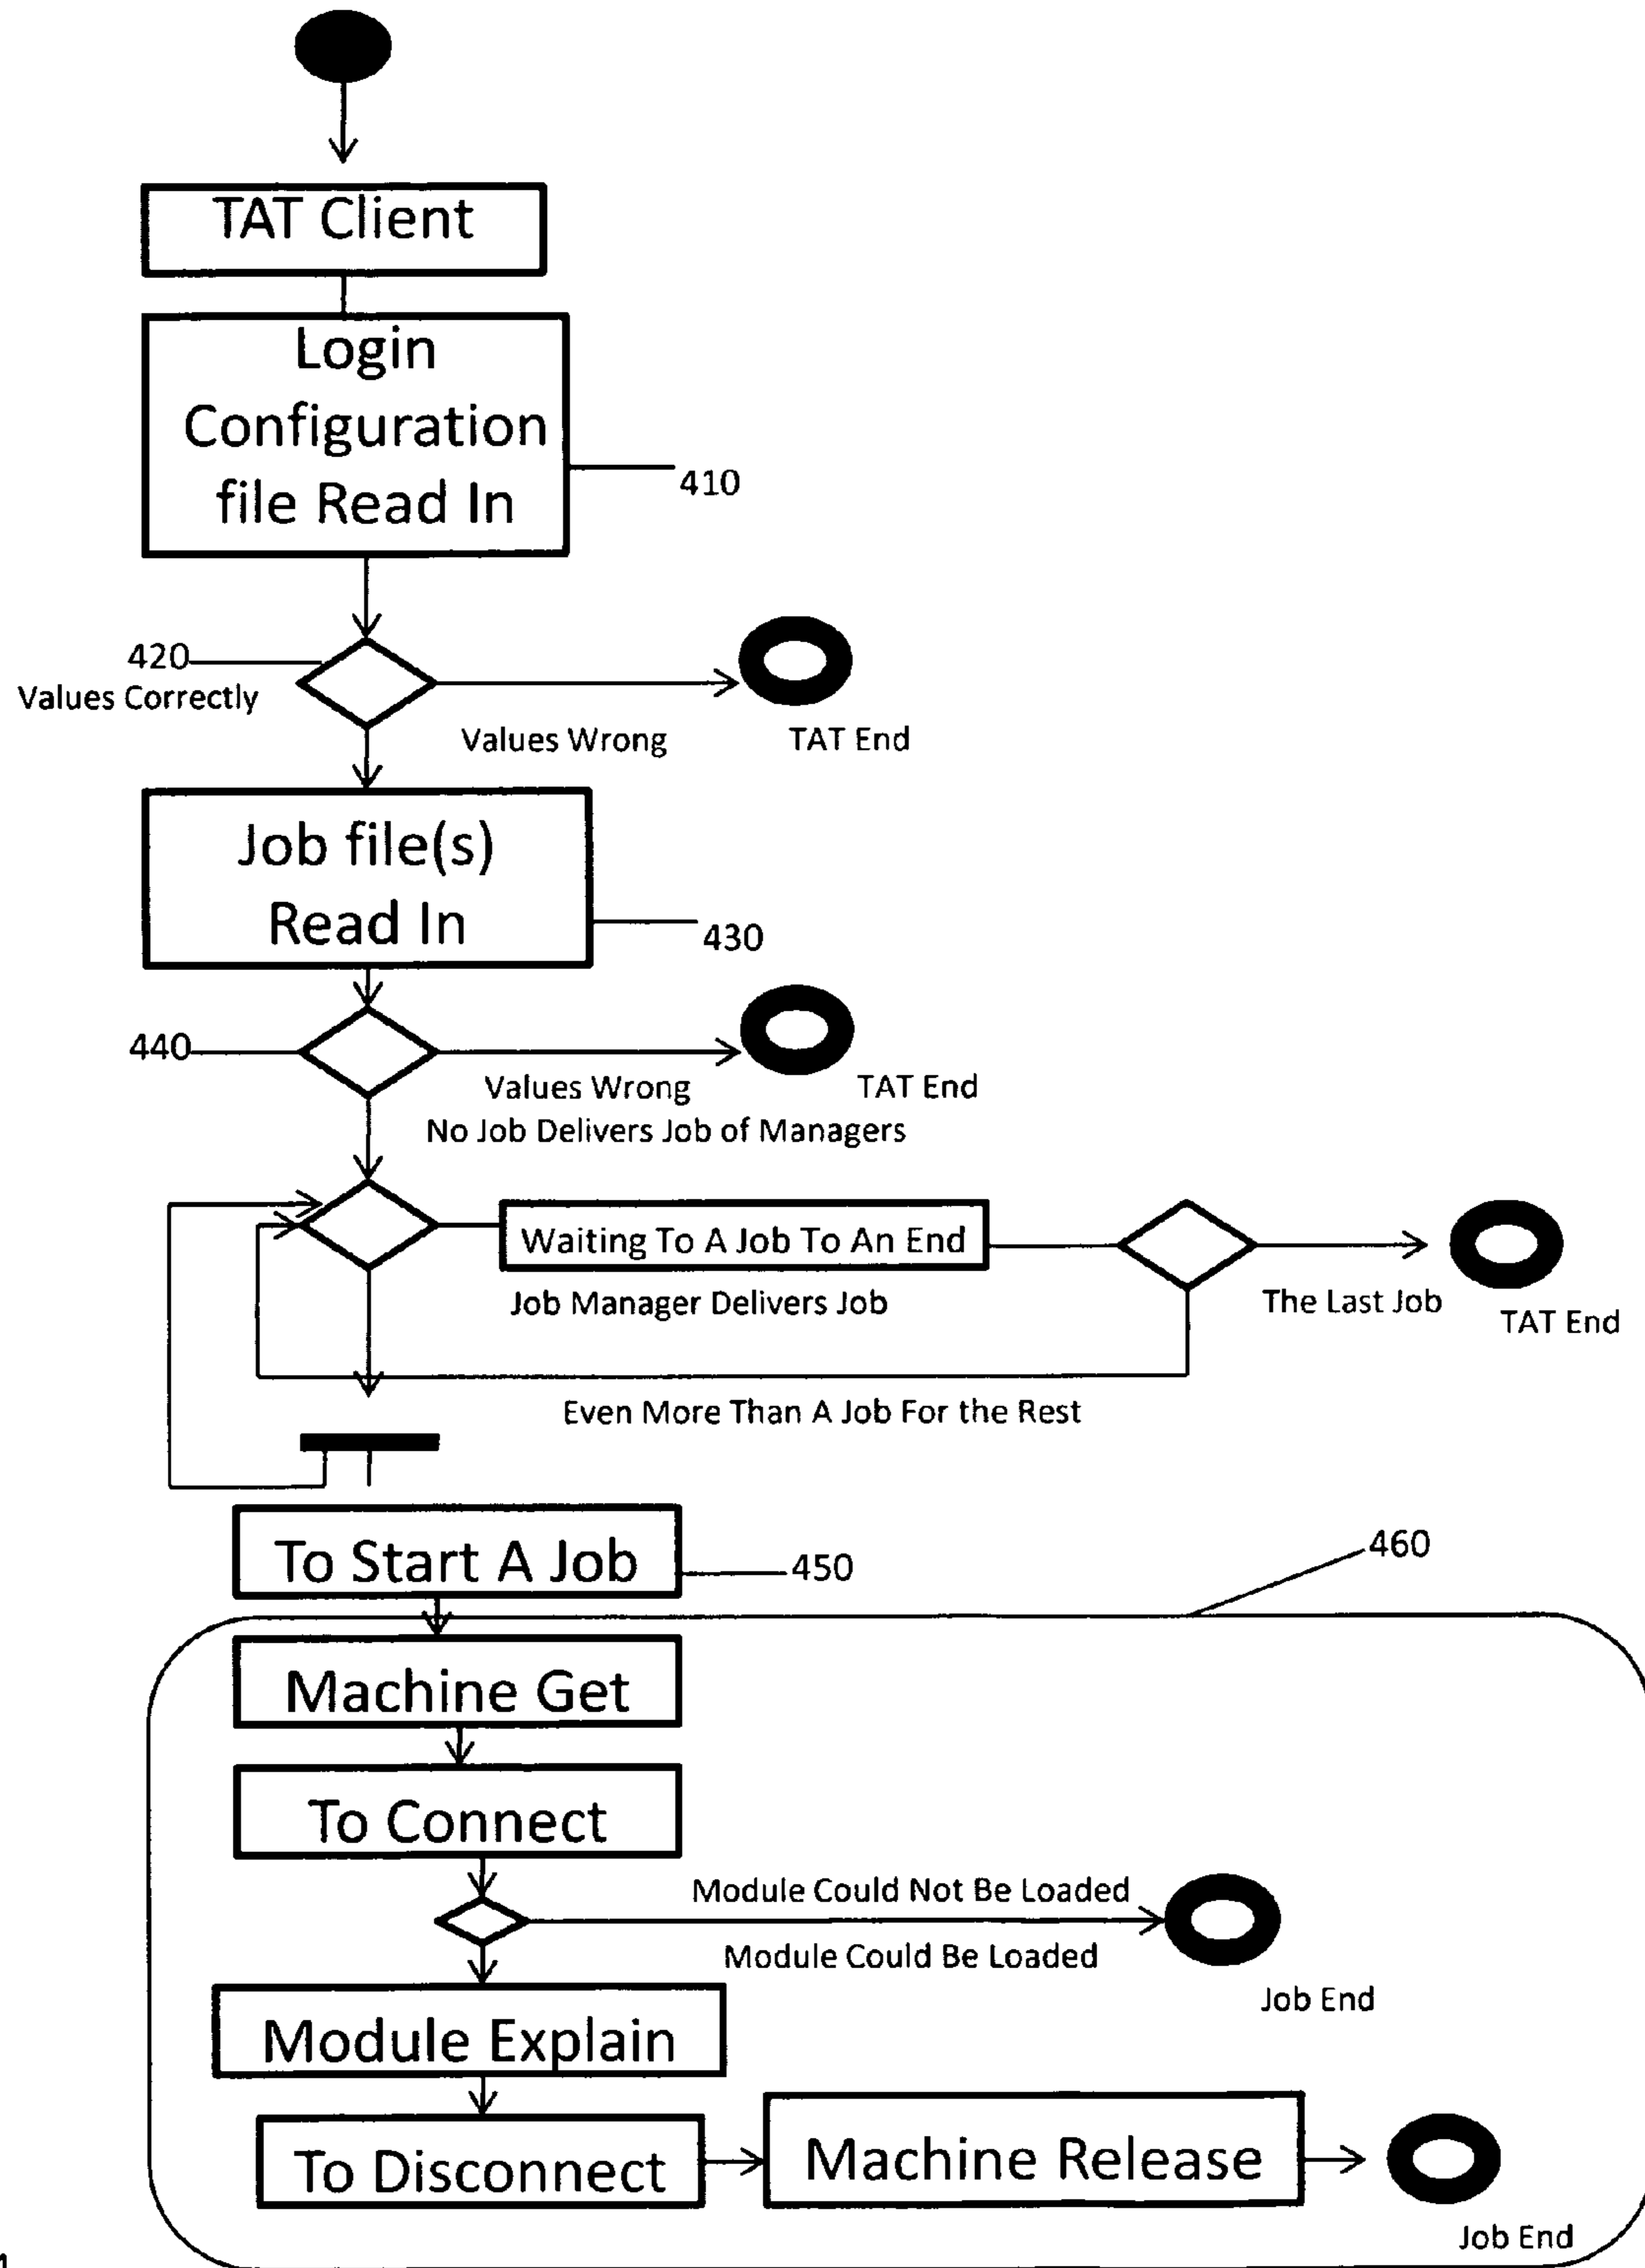 TAT Client
Login
Configuration
file Read In
410
420
Values Correctly
Values Wrong
TAT End
Job file(s)
Read In
430
440
Values Wrong
TAT End
No Job Delivers Job of Managers
Waiting To A Job To An End
Job Manager Delivers Job
The Last Job
TAT End
Even More Than A Job For the Rest
To Start A Job
450
460
Machine Get
To Connect
Module Could Not Be Loaded
Module Could Be Loaded
Job End
Module Explain
To Disconnect
Machine Release
Job End